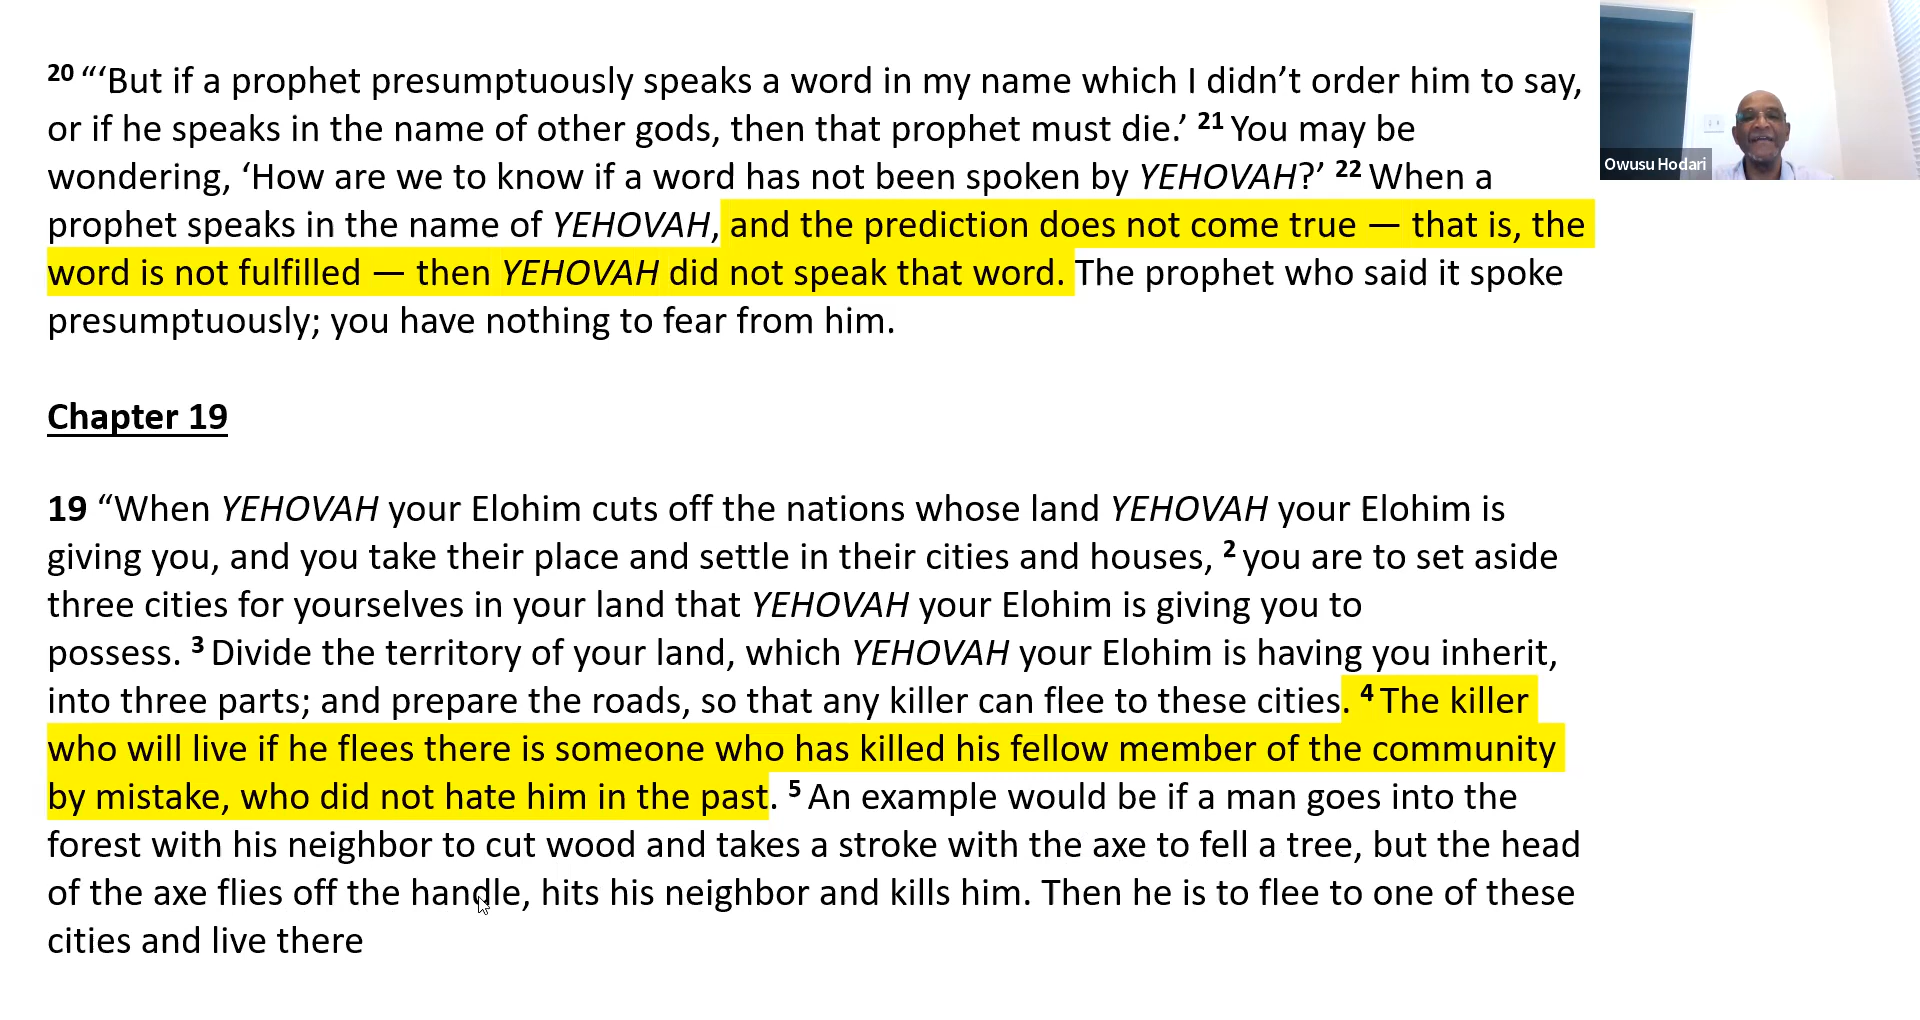 20 “‘But if a prophet presumptuously speaks a word in my name which I didn’t order him to say,
or if he speaks in the name of other gods, then that prophet must die.’ 21 You may be
wondering, ‘How are we to know if a word has not been spoken by YEHOVAH?’ 22 When a
prophet speaks in the name of YEHOVAH, and the prediction does not come true — that is, the
word is not fulfilled — then YEHOVAH did not speak that word. The prophet who said it spoke
presumptuously; you have nothing to fear from him.
Chapter 19
19 “When YEHOVAH your Elohim cuts off the nations whose land YEHOVAH your Elohim is
giving you, and you take their place and settle in their cities and houses, 2 you are to set aside
three cities for yourselves in your land that YEHOVAH your Elohim is giving you to
possess. 3 Divide the territory of your land, which YEHOVAH your Elohim is having you inherit,
into three parts; and prepare the roads, so that any killer can flee to these cities. 4 The killer
who will live if he flees there is someone who has killed his fellow member of the community
by mistake, who did not hate him in the past. 5 An example would be if a man goes into the
forest with his neighbor to cut wood and takes a stroke with the axe to fell a tree, but the head
of the axe flies off the handle, hits his neighbor and kills him. Then he is to flee to one of these
cities and live there
Owusu Hodari